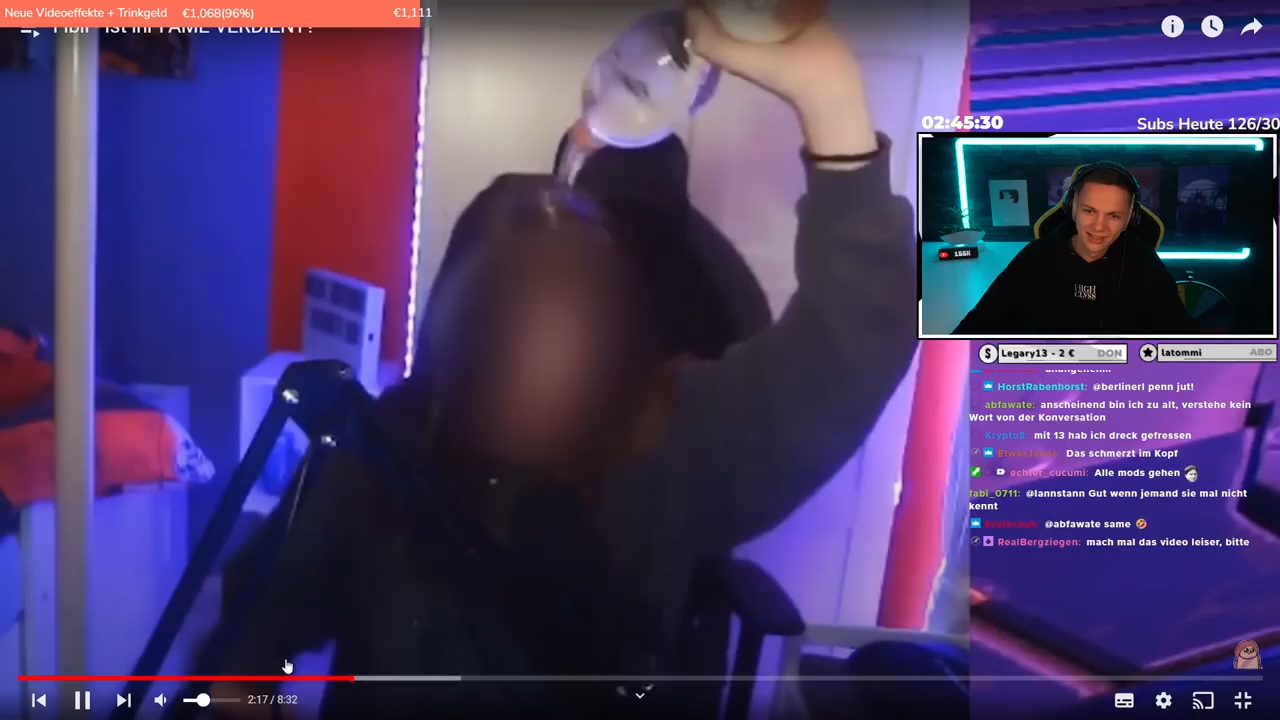 Neue Videoeffekte + Trinkgeld €1,068(96%) €1,111
IST IHR FAME VERDIENT?
02:45:30
Subs Heute 126/30
166K
HIGH
CLVSS
Legary13 - 2 € DON
latommi ABO
HorstRabenhorst: @berlinerl penn jut!
abfawate: anscheinend bin ich zu alt, verstehe kein
Wort von der Konversation
Krypto8: mit 13 hab ich dreck gefressen
EtwasJonas: Das schmerzt im Kopf
echter_cucumi: Alle mods gehen
fabi_0711: @lannstann Gut wenn jemand sie mal nicht
kennt
@abfawate same
RealBergziegen: mach mal das video leiser, bitte
2:17 / 8:32